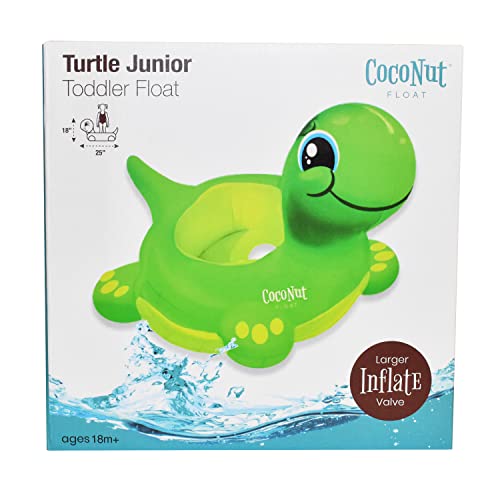 Turtle Junior
Toddler Float
18"
25"
CocoNut
FLOAT
CocoNut
FLOAT
Larger
InflatE
Valve
ages 18m+